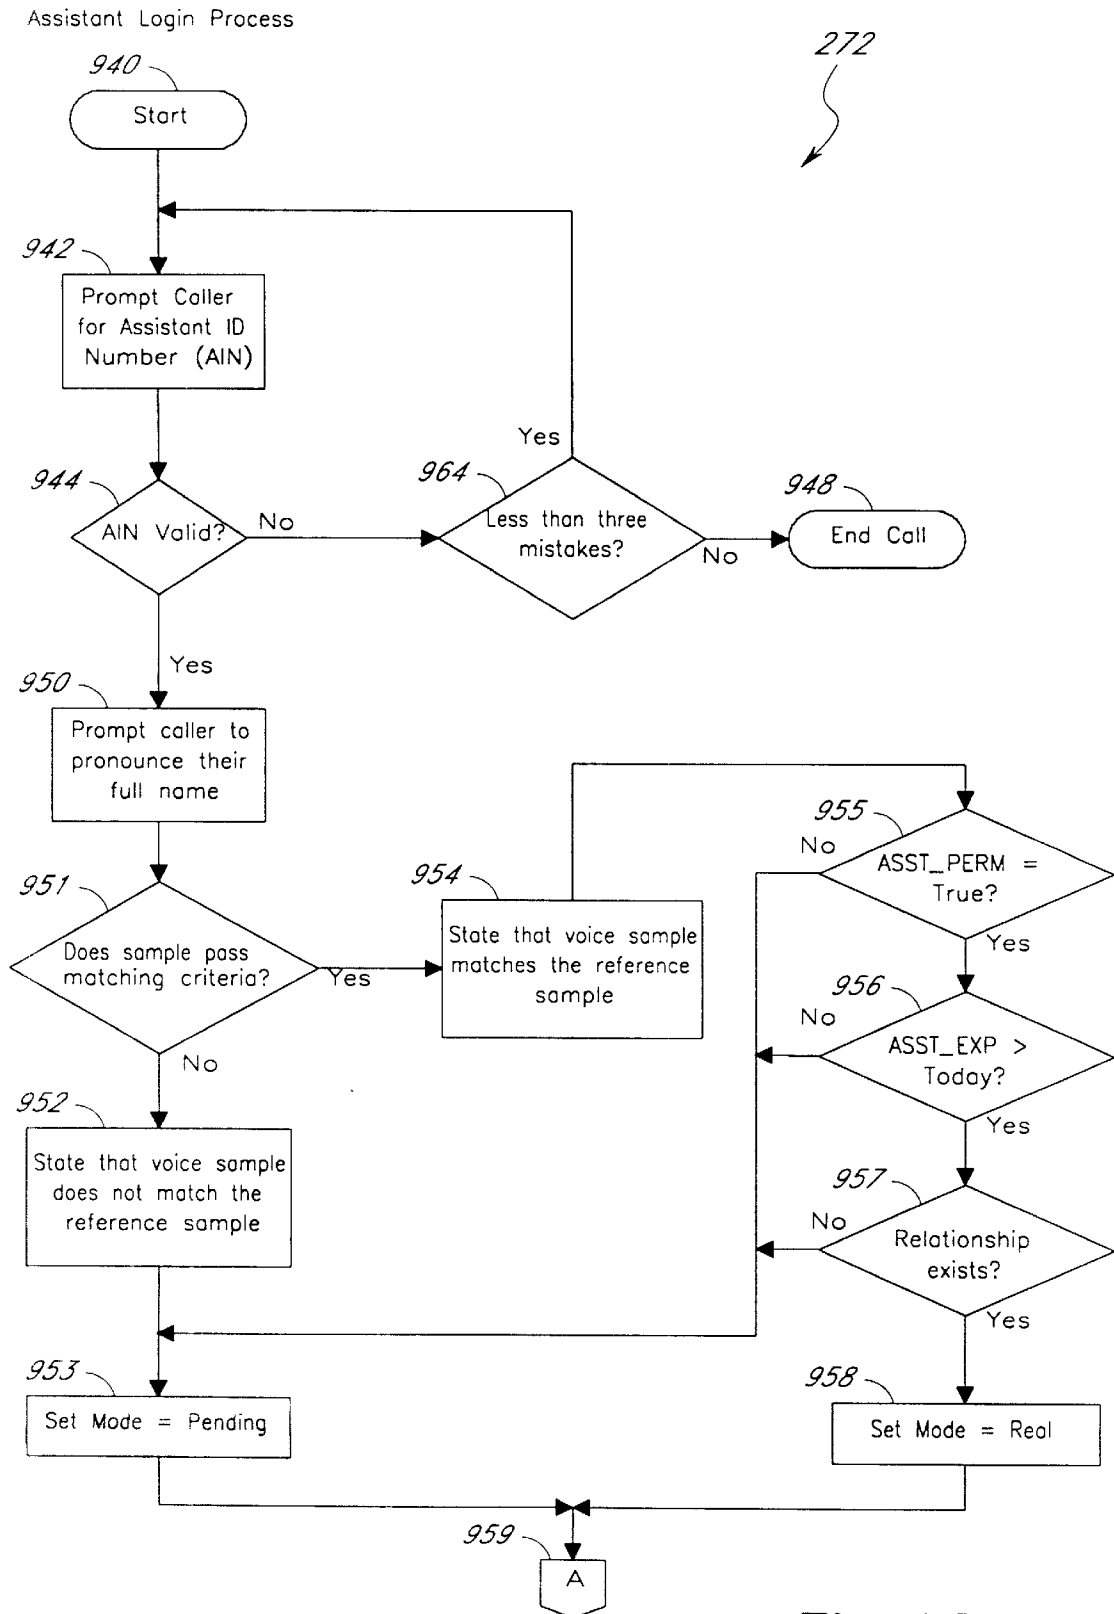 Assistant Login Process
272
940
Start
942
Prompt Caller
for Assistant ID
Number (AIN)
Yes
944
AIN Valid?
No
964
Less than three
mistakes?
No
948
End Call
Yes
950
Prompt caller to
pronounce their
full name
951
Does sample pass
matching criteria?
Yes
954
State that voice sample
matches the reference
sample
955
No
ASST_PERM =
True?
Yes
956
No
ASST_EXP >
Today?
Yes
No
952
State that voice sample
does not match the
reference sample
957
No
Relationship
exists?
Yes
953
Set Mode = Pending
958
Set Mode = Real
959
A